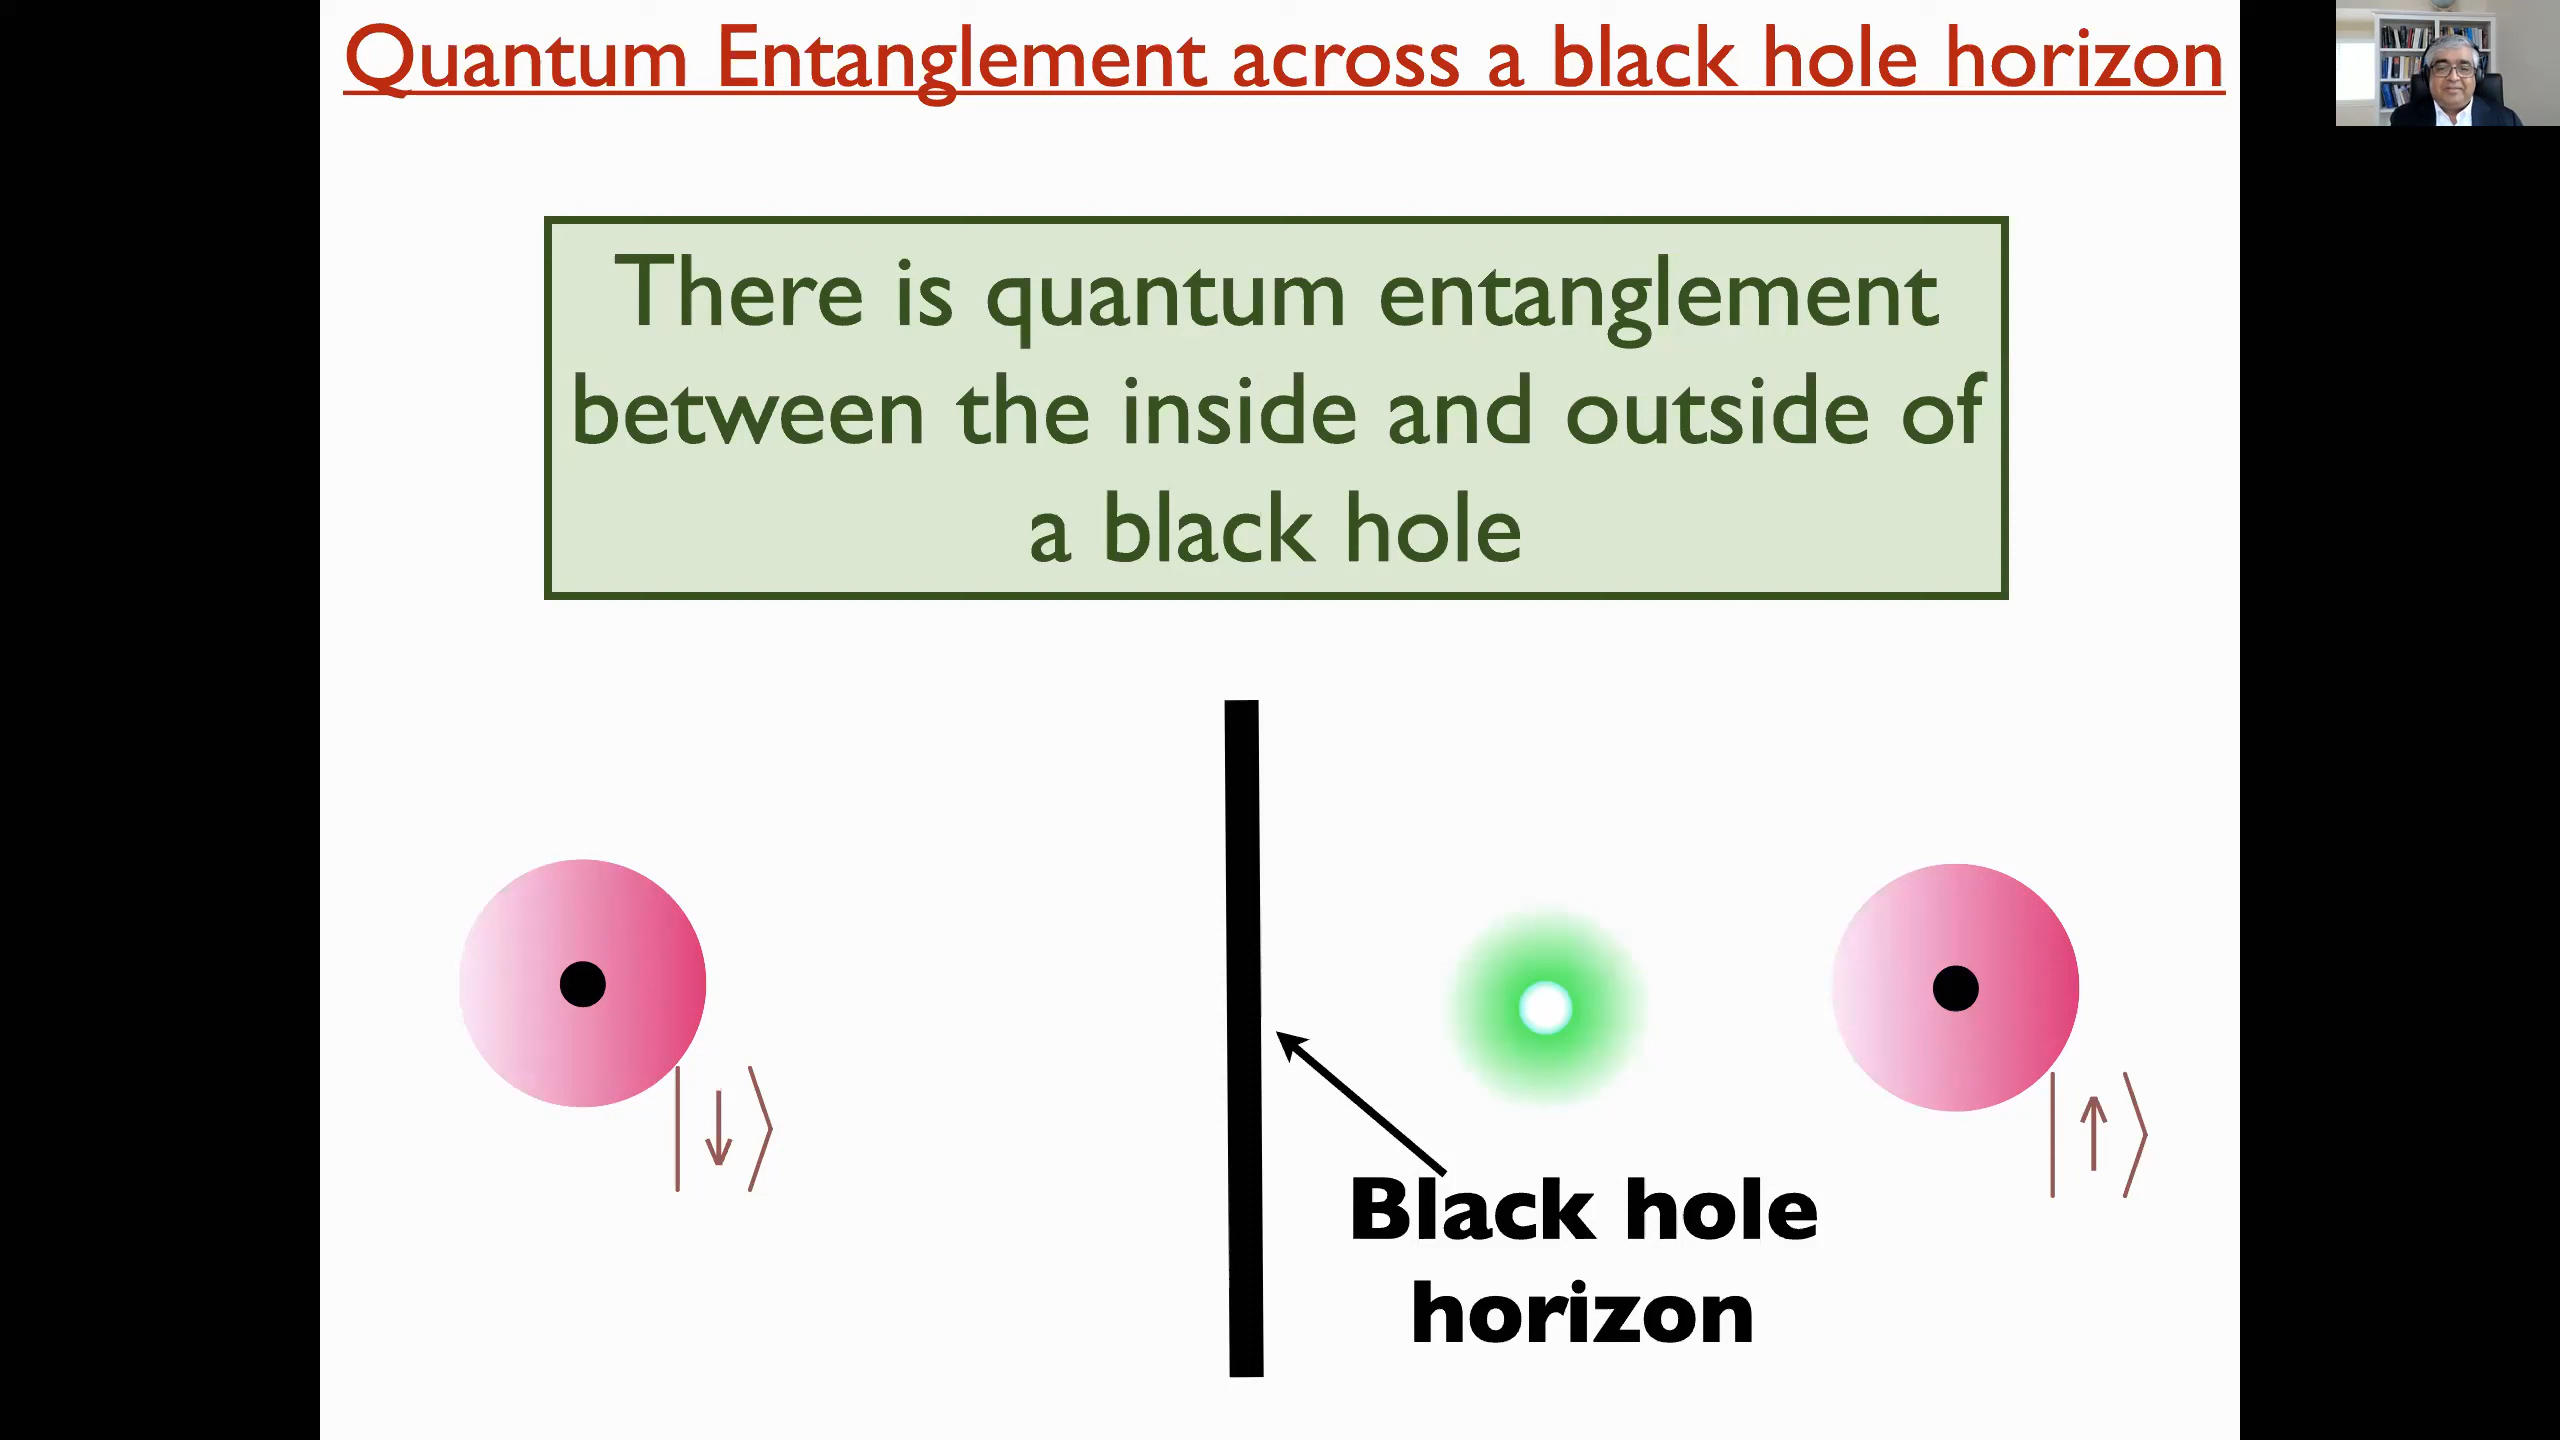 Quantum Entanglement across a black hole horizon
There is quantum entanglement
between the inside and outside of
a black hole
|↓⟩
|↑⟩
Black hole
horizon